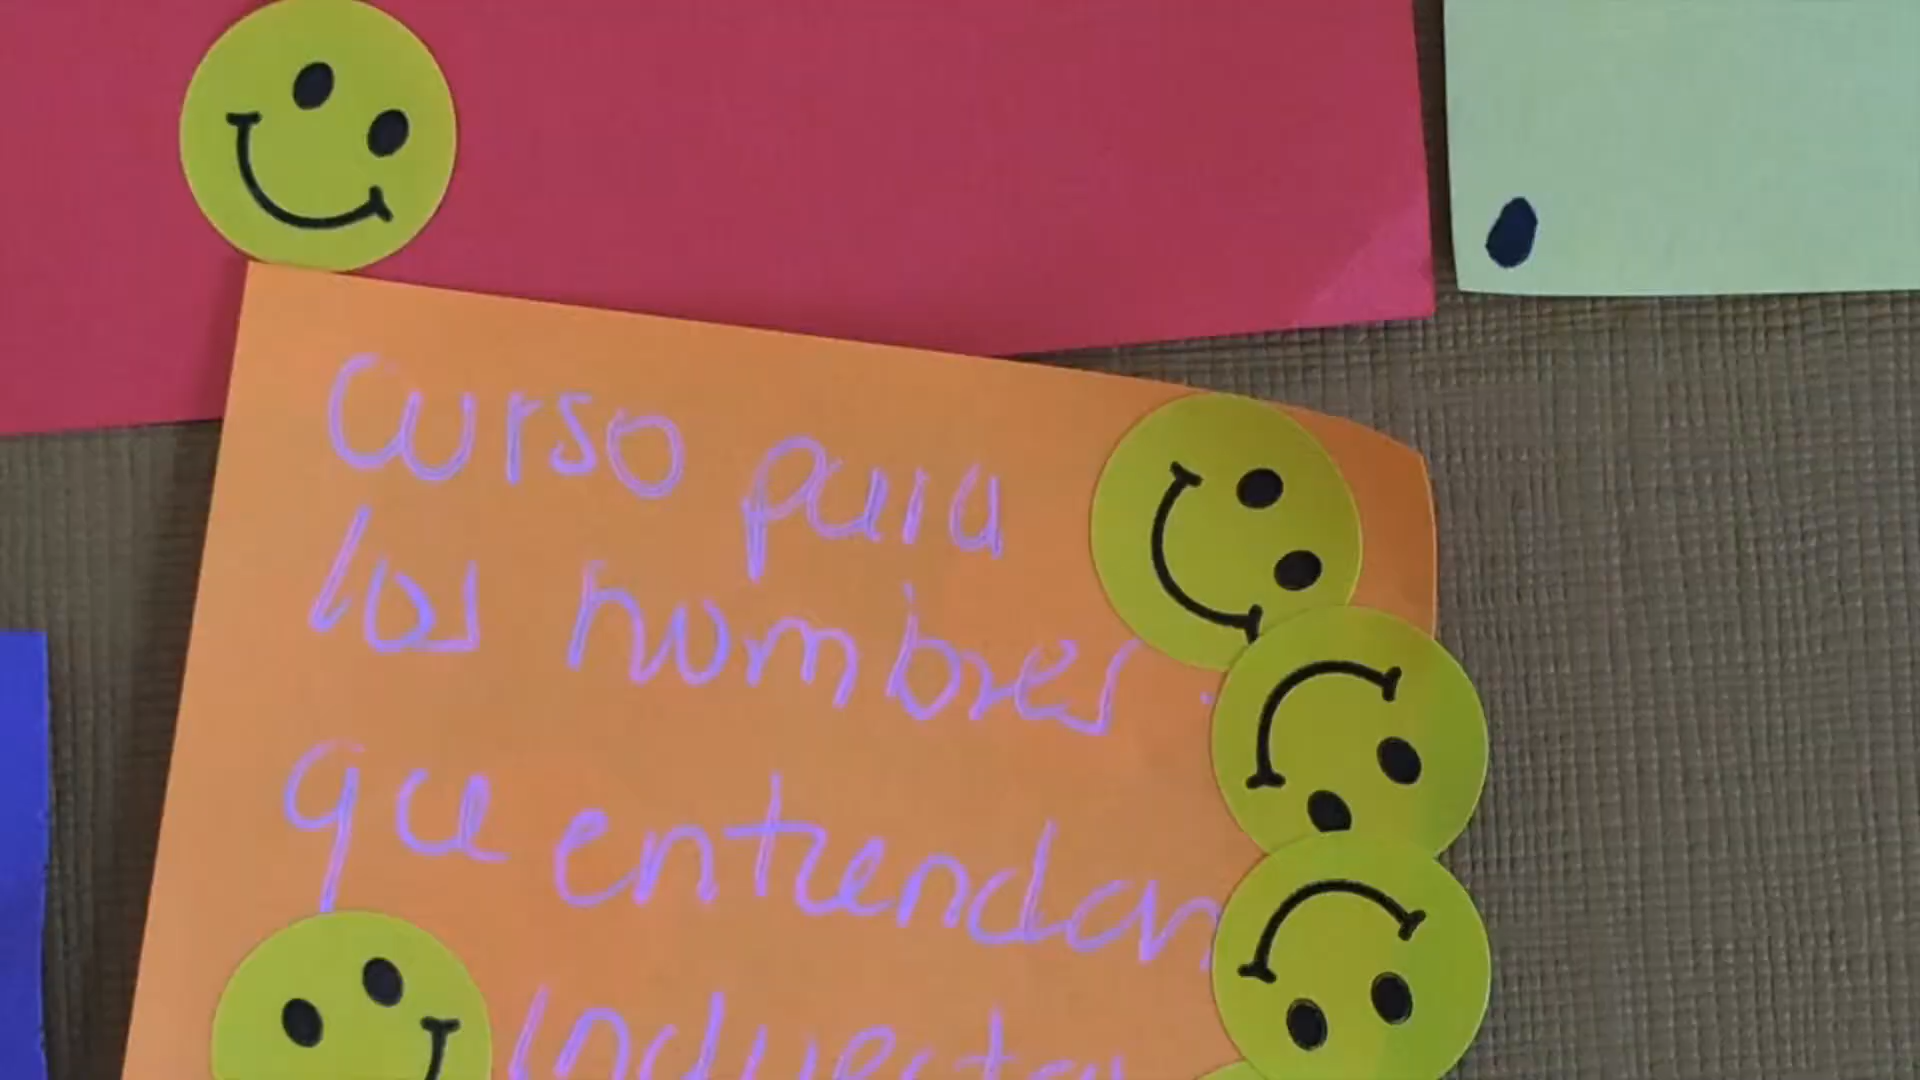 Curso para
los hombres
que entiendan